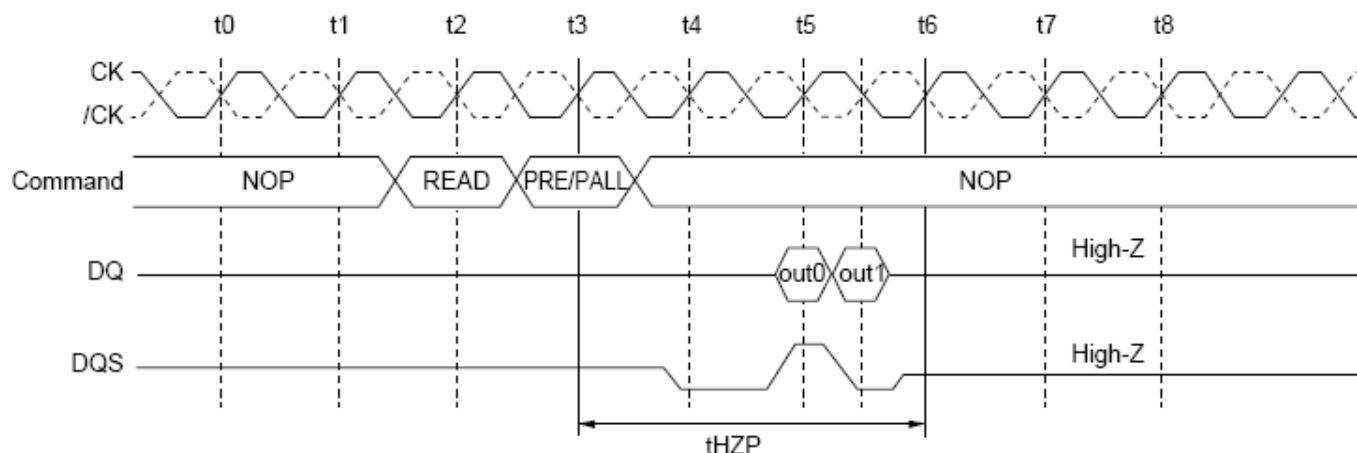 t0 t1 t2 t3 t4 t5 t6 t7 t8
CK
/CK
Command NOP READ PRE/PALL NOP
High-Z
DQ out0 out1
High-Z
DQS
tHZP